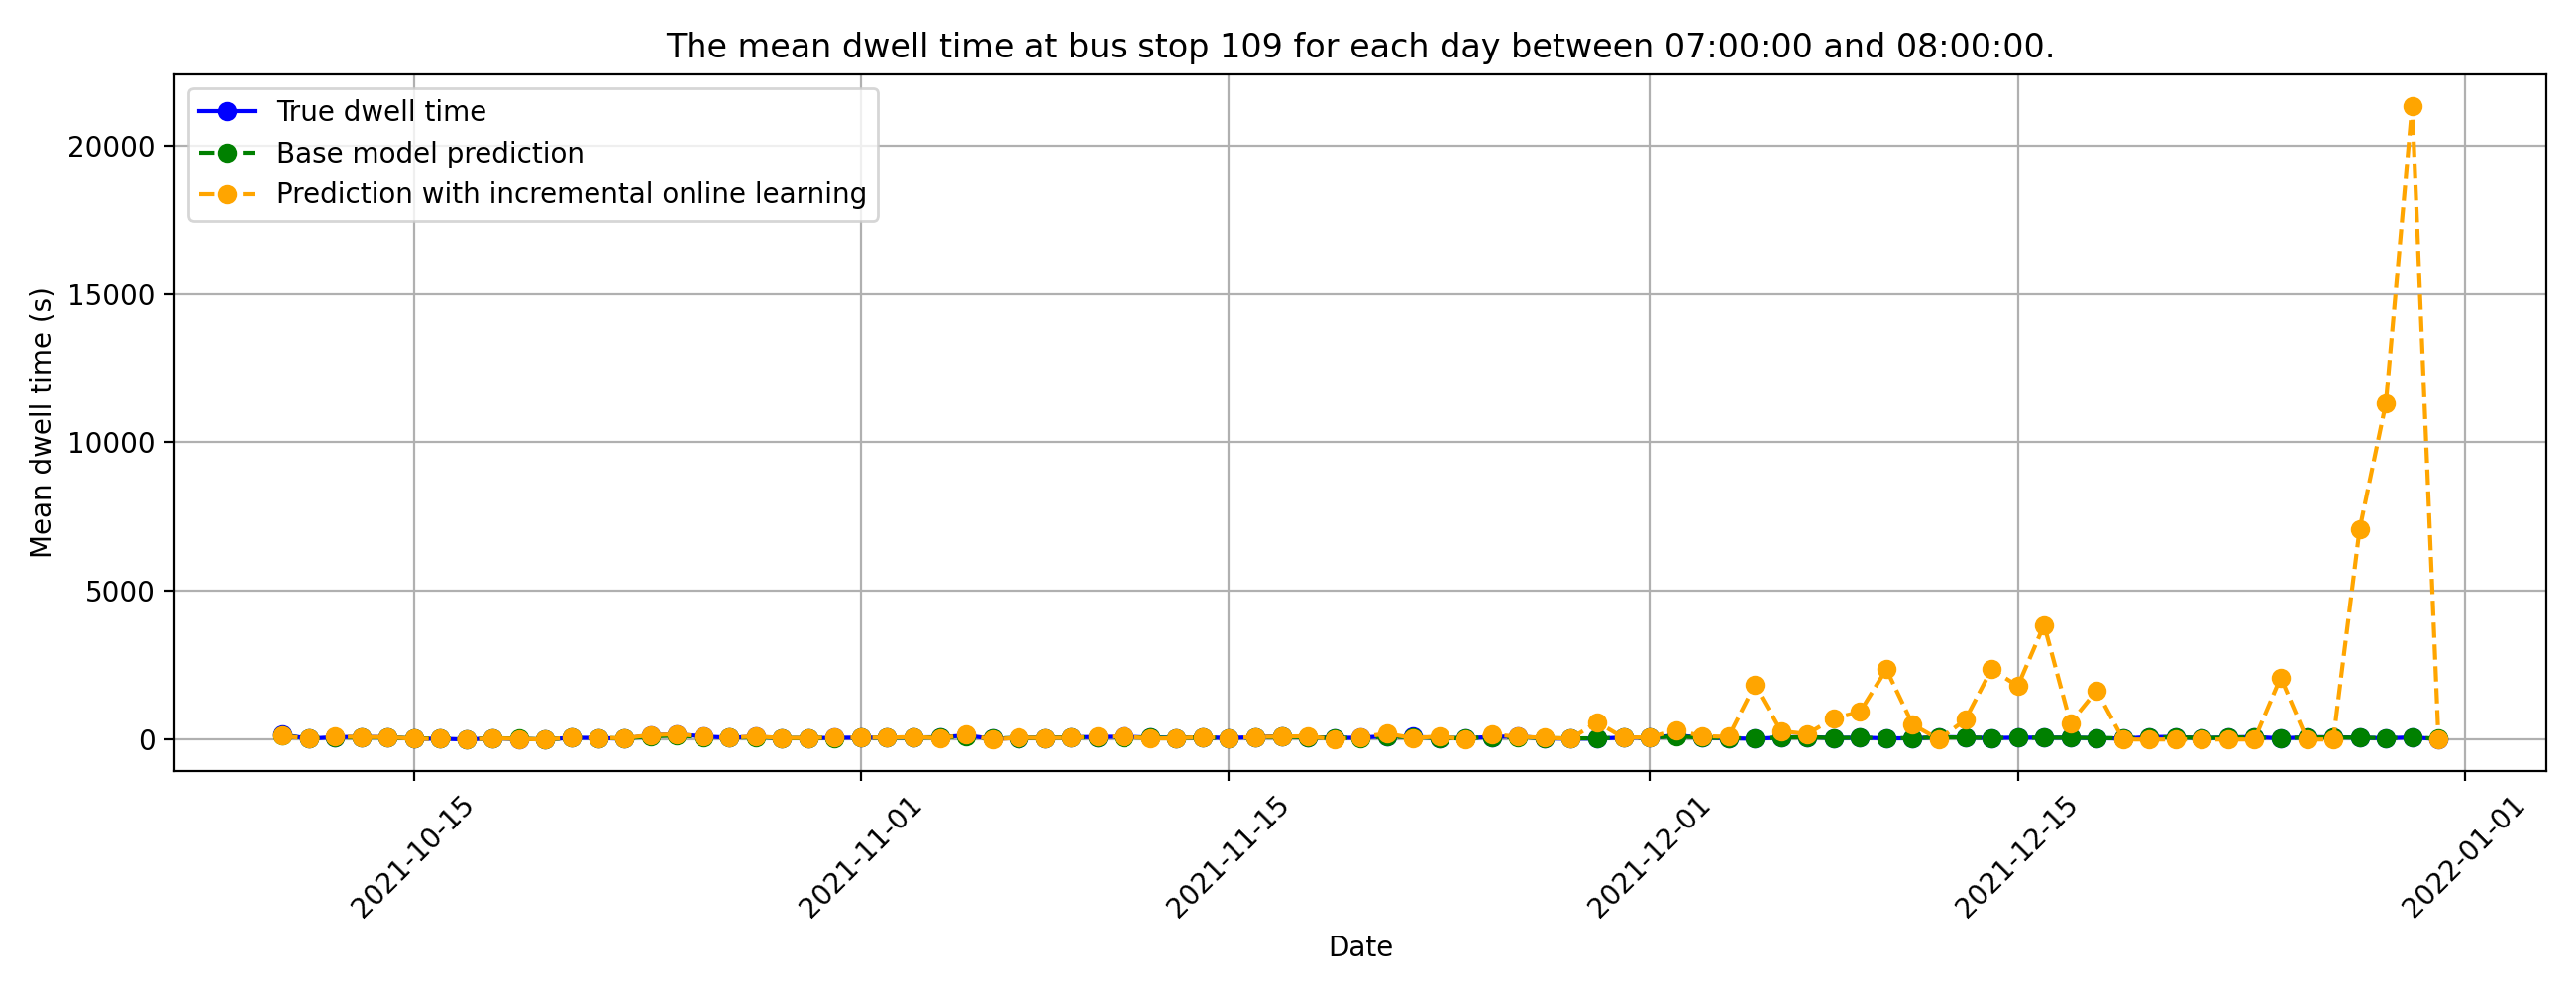 The mean dwell time at bus stop 109 for each day between 07:00:00 and 08:00:00.
True dwell time
Base model prediction
Prediction with incremental online learning
Mean dwell time (s)
20000
15000
10000
5000
0
2021-10-15
2021-11-01
2021-11-15
2021-12-01
2021-12-15
2022-01-01
Date